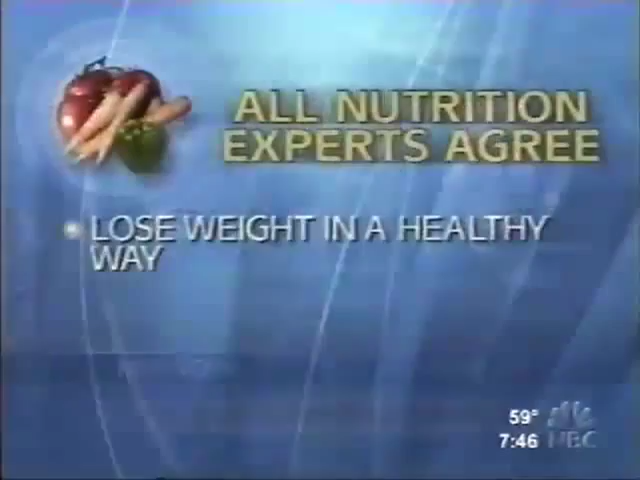 ALL NUTRITION
EXPERTS AGREE
LOSE WEIGHT IN A HEALTHY
WAY
59°
7:46 NBC